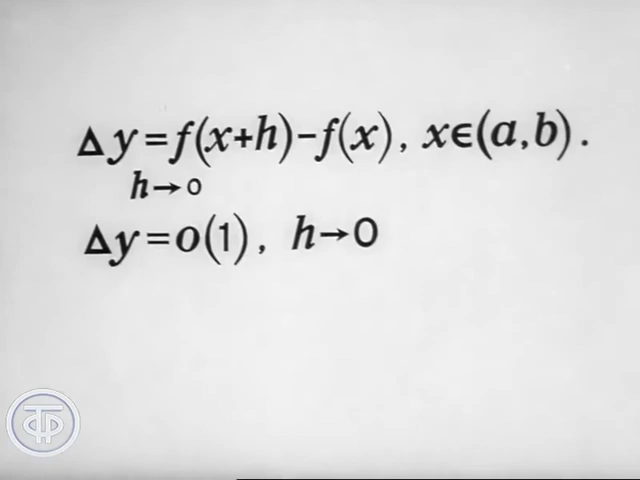 Δy=f(x+h)-f(x), x∈(a,b).
h→0
Δy=o(1), h→0